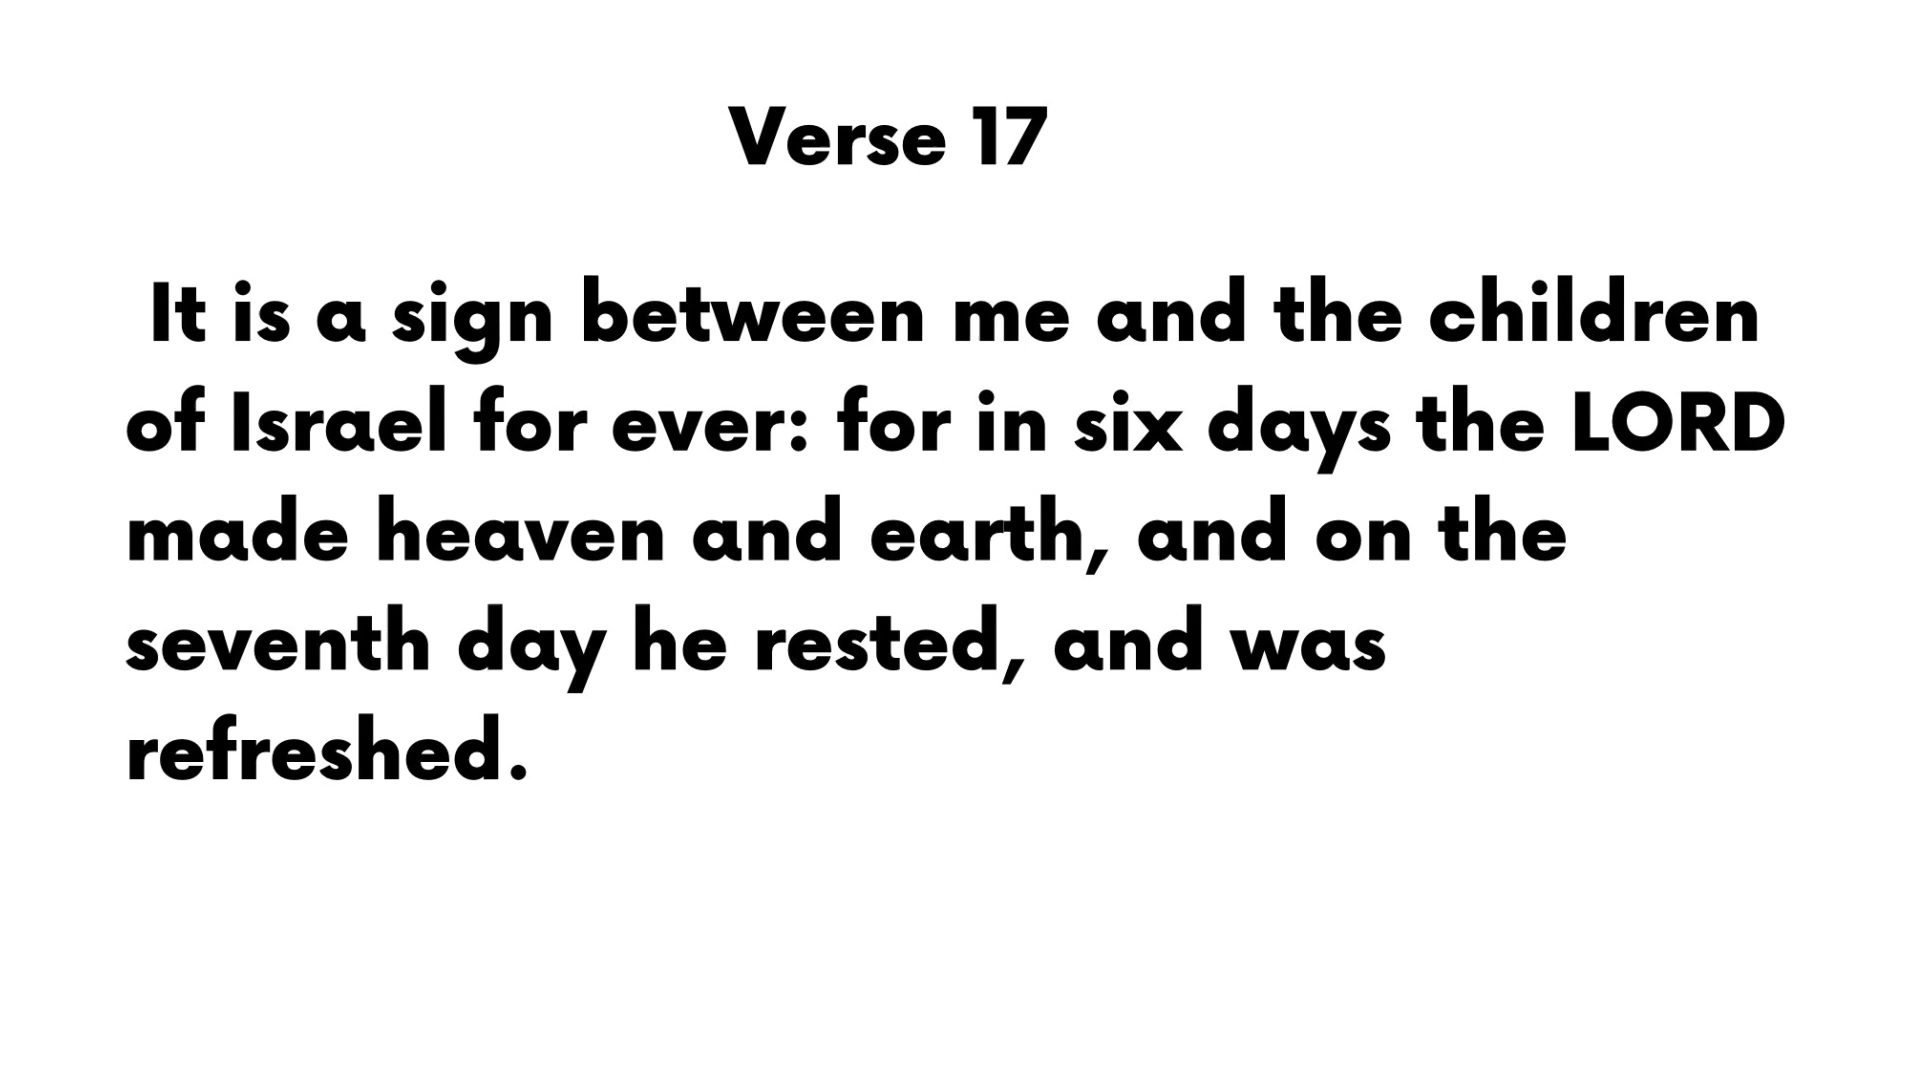 Verse 17
It is a sign between me and the children
of Israel for ever: for in six days the LORD
made heaven and earth, and on the
seventh day he rested, and was
refreshed.